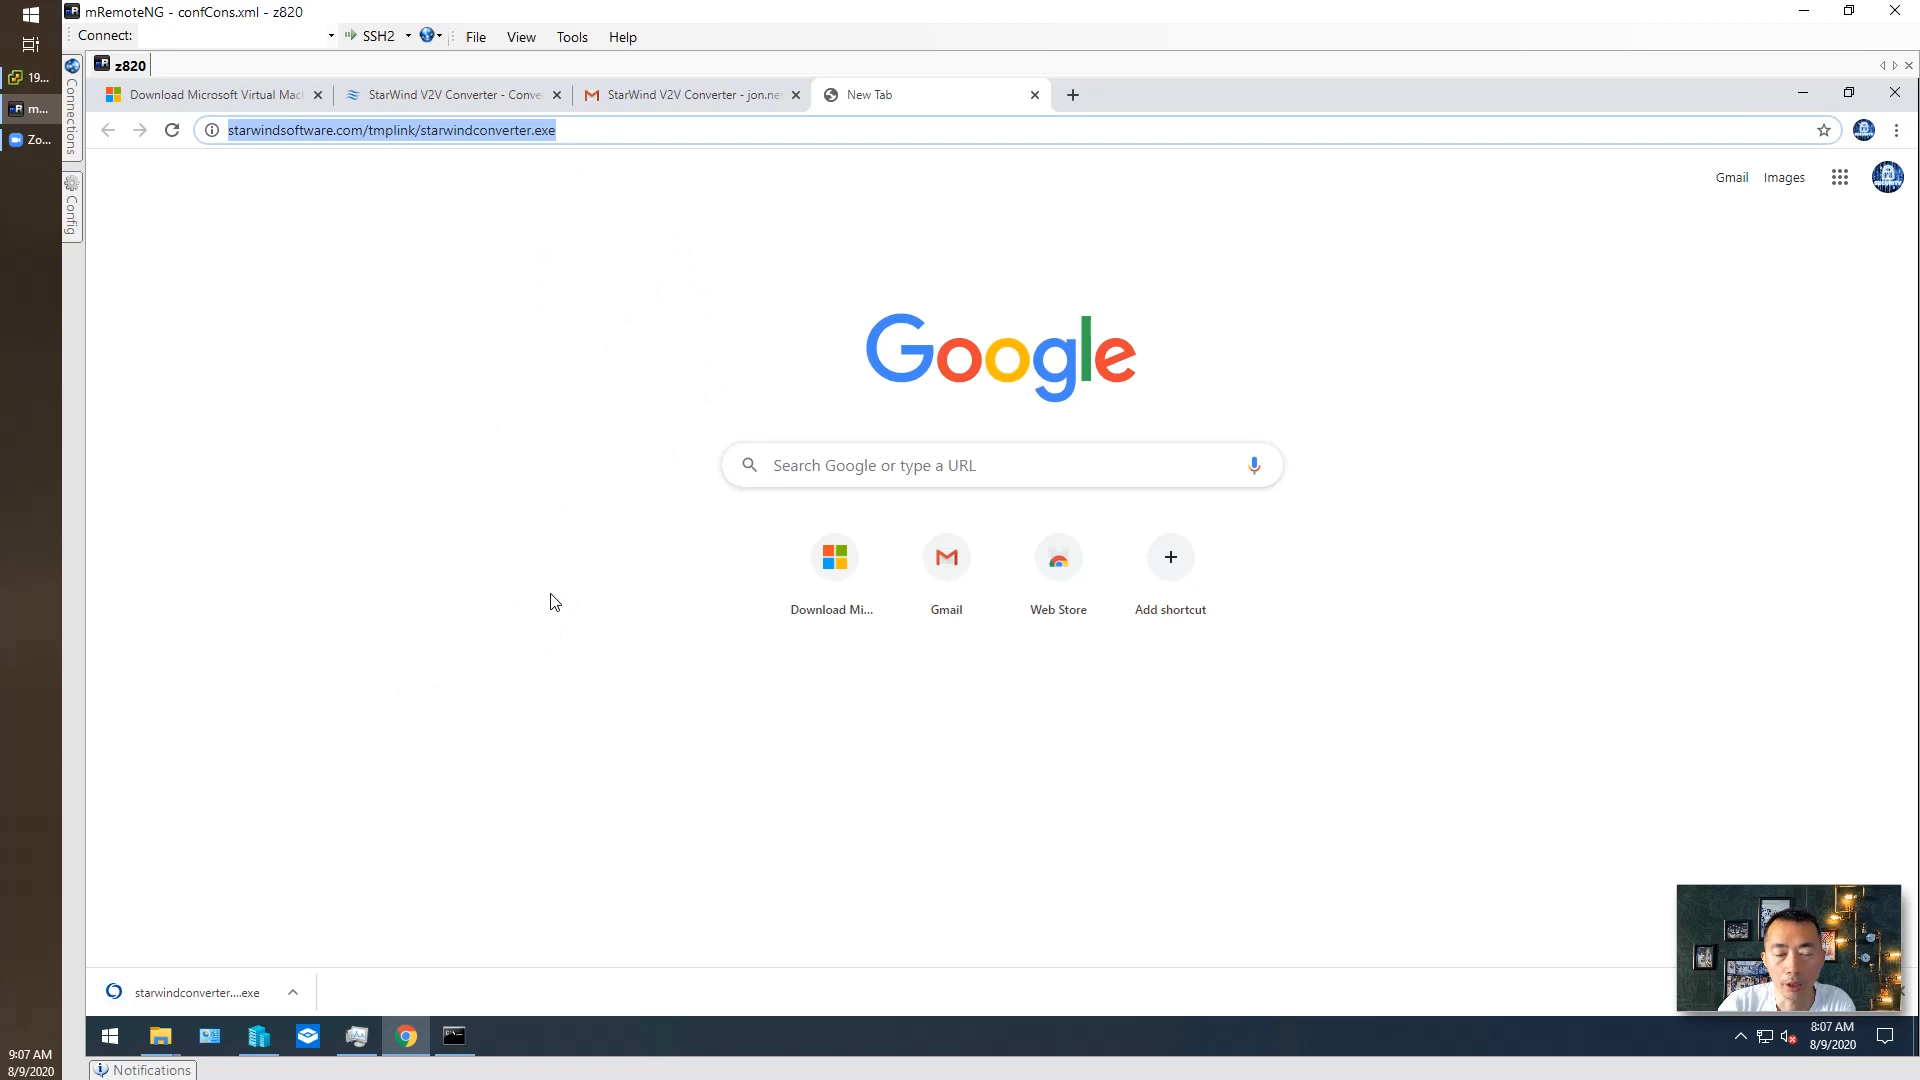 mRemoteNG - confCons.xml - z820
Connect:
SSH2
File
View
Tools
Help
19...
m...
Zo...
Connections
Config
z820
Download Microsoft Virtual Mac
StarWind V2V Converter - Conve
StarWind V2V Converter - jon.ne
New Tab
starwindsoftware.com/tmplink/starwindconverter.exe
Gmail
Images
Google
Search Google or type a URL
Download Mi...
Gmail
Web Store
Add shortcut
starwindconverter....exe
8:07 AM
8/9/2020
9:07 AM
8/9/2020
Notifications